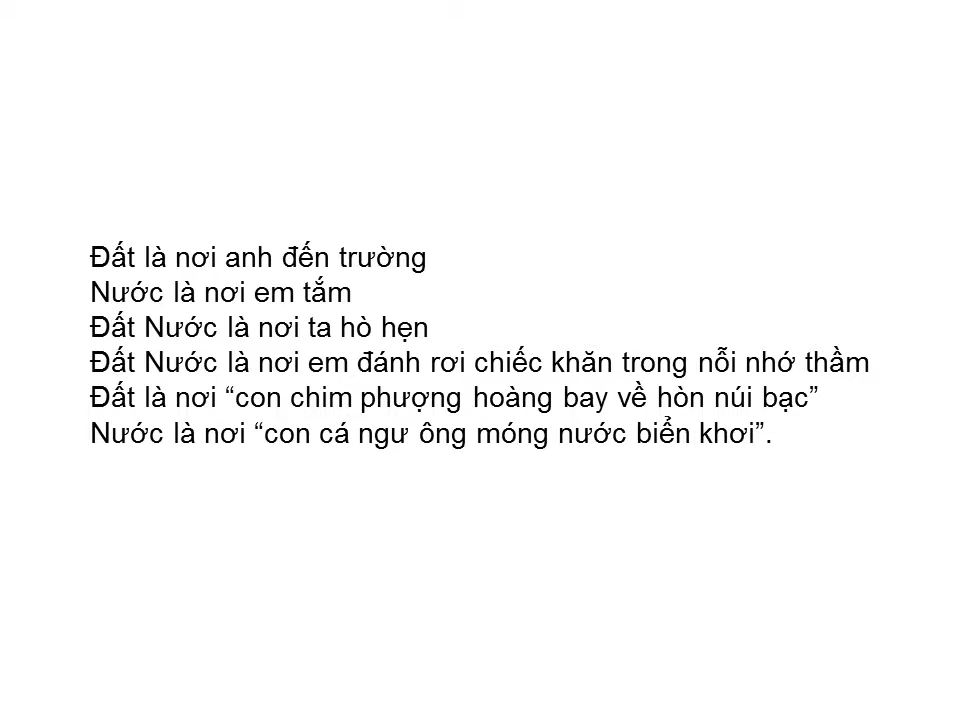 Đất là nơi anh đến trường
Nước là nơi em tắm
Đất Nước là nơi ta hò hẹn
Đất Nước là nơi em đánh rơi chiếc khăn trong nỗi nhớ thầm
Đất là nơi “con chim phượng hoàng bay về hòn núi bạc”
Nước là nơi “con cá ngư ông móng nước biển khơi”.